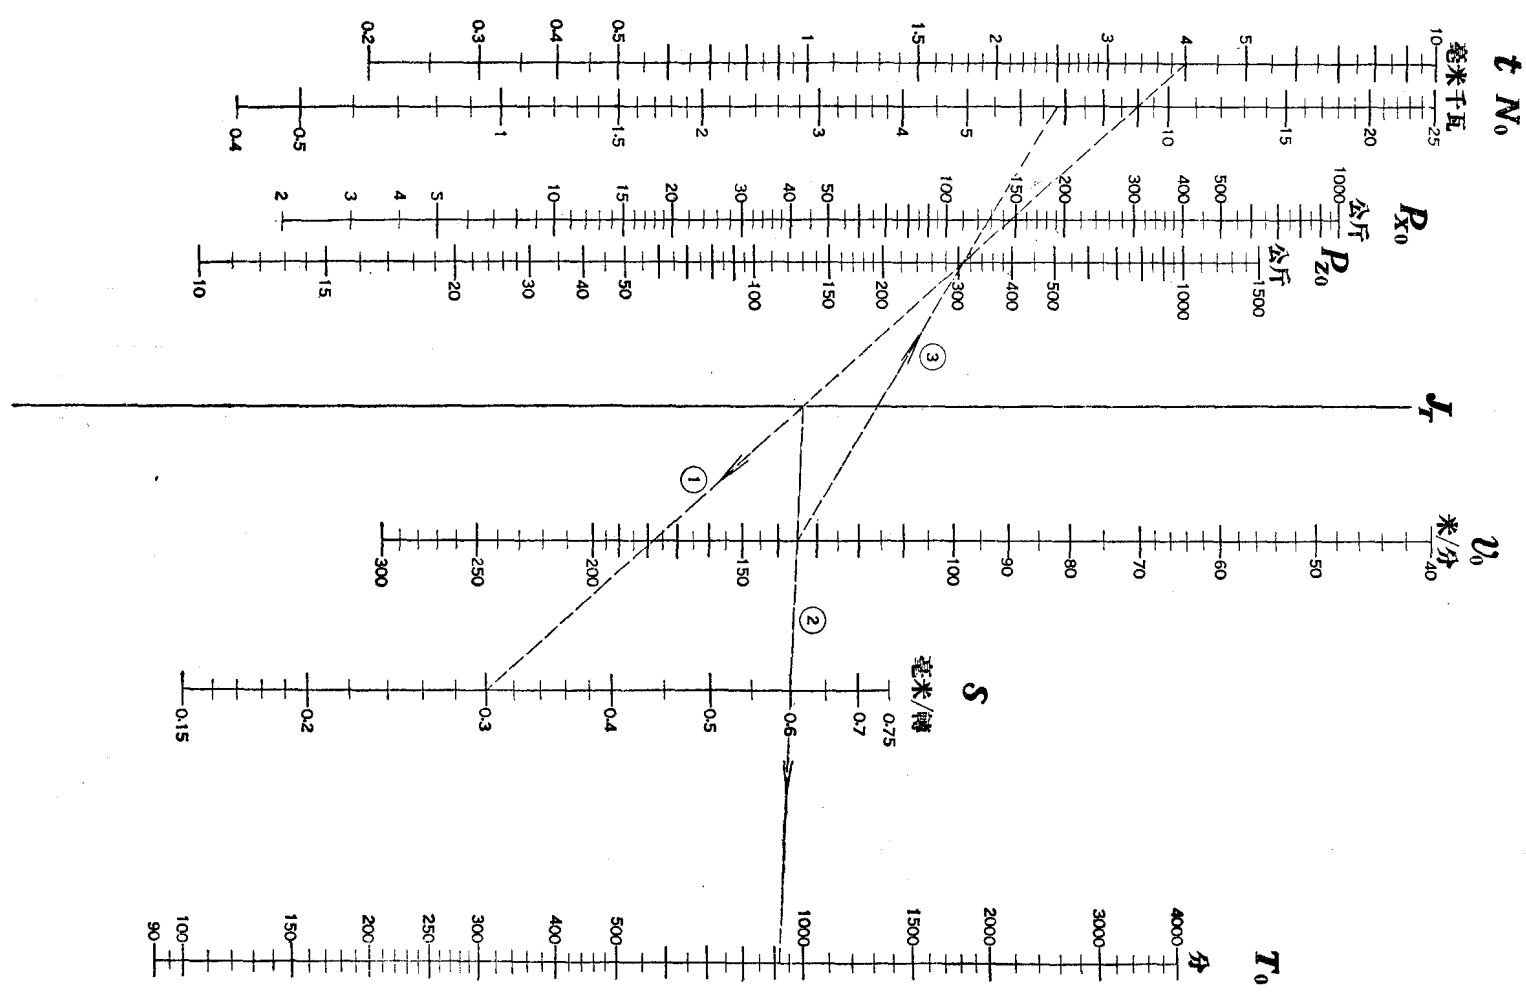 t 毫米
0.2 0.3 0.4 0.5 1 1.5 2 3 4 5 10
N₀ 千瓦
0.4 0.5 1 1.5 2 3 4 5 10 15 20 25
Pₓ₀ 公斤
2 3 4 5 10 15 20 30 40 50 100 150 200 300 400 500 1000
P_z₀ 公斤
10 15 20 30 40 50 100 150 200 300 400 500 1000 1500
J_T
① ② ③
v₀ 米/分
300 250 200 150 100 90 80 70 60 50 40
S 毫米/轉
0.15 0.2 0.3 0.4 0.5 0.6 0.7 0.75
T₀ 分
90 100 150 200 250 300 400 500 1000 1500 2000 3000 4000